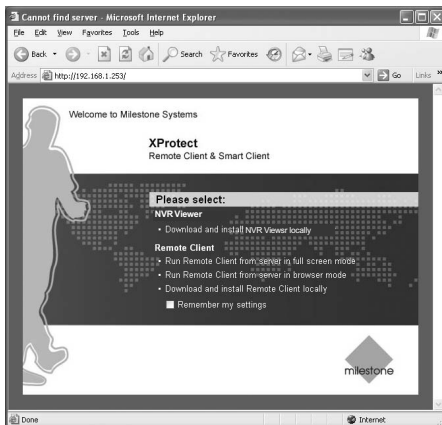 Cannot find server - Microsoft Internet Explorer
File Edit View Favorites Tools Help
Back Search Favorites
Address http://192.168.1.253/ Go Links »
Welcome to Milestone Systems
XProtect
Remote Client & Smart Client
Please select:
NVR Viewer
• Download and install NVR Viewsr locally
Remote Client
• Run Remote Client from server in full screen mode
• Run Remote Client from server in browser mode
• Download and install Remote Client locally
Remember my settings
milestone
Done Internet